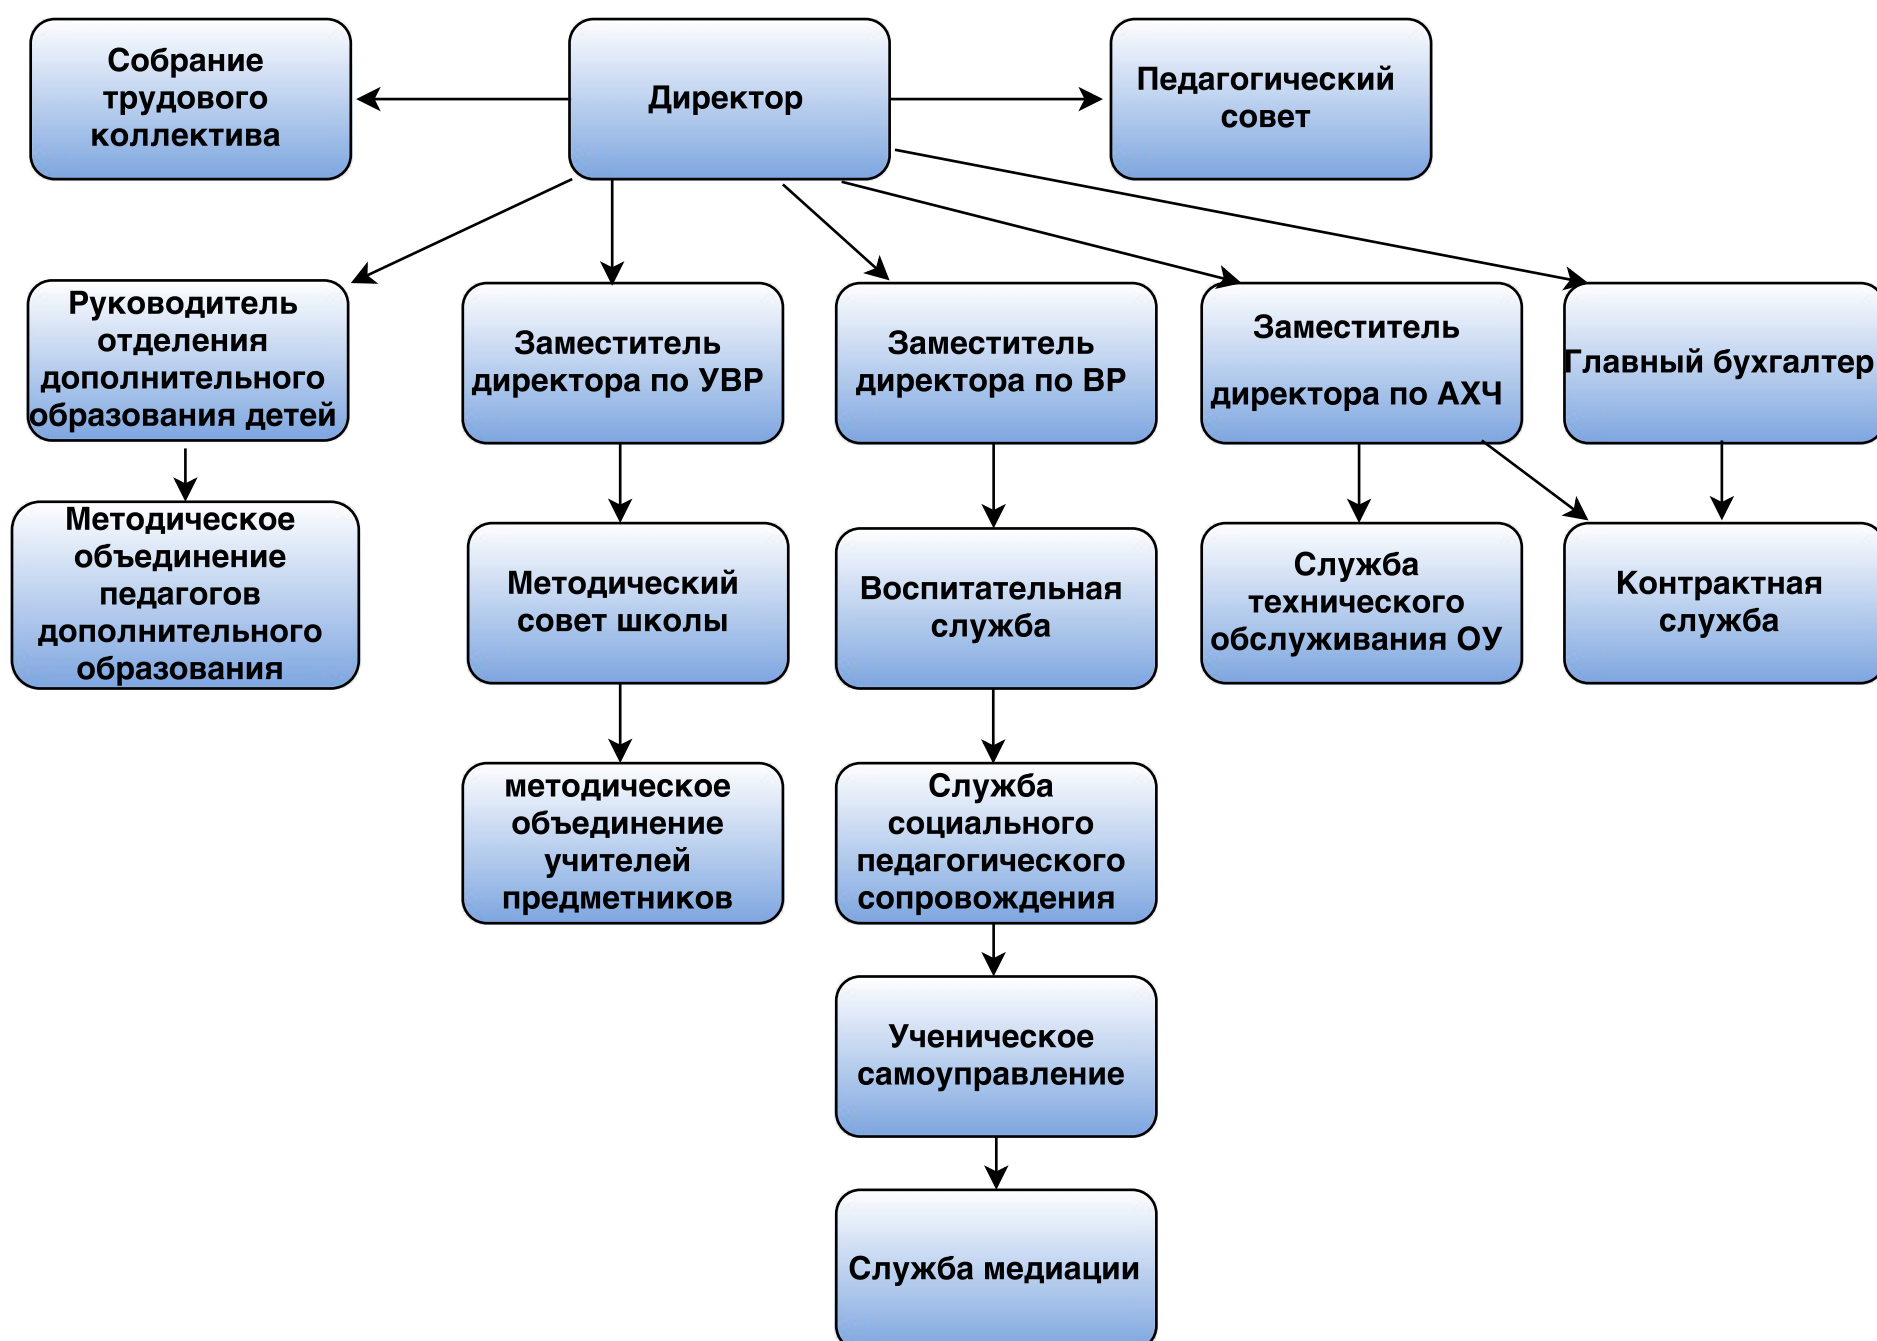 Собрание
трудового
коллектива
Директор
Педагогический
совет
Руководитель
отделения
дополнительного
образования детей
Заместитель
директора по УВР
Заместитель
директора по ВР
Заместитель
директора по АХЧ
Главный бухгалтер
Методическое
объединение
педагогов
дополнительного
образования
Методический
совет школы
Воспитательная
служба
Служба
технического
обслуживания ОУ
Контрактная
служба
методическое
объединение
учителей
предметников
Служба
социального
педагогического
сопровождения
Ученическое
самоуправление
Служба медиации